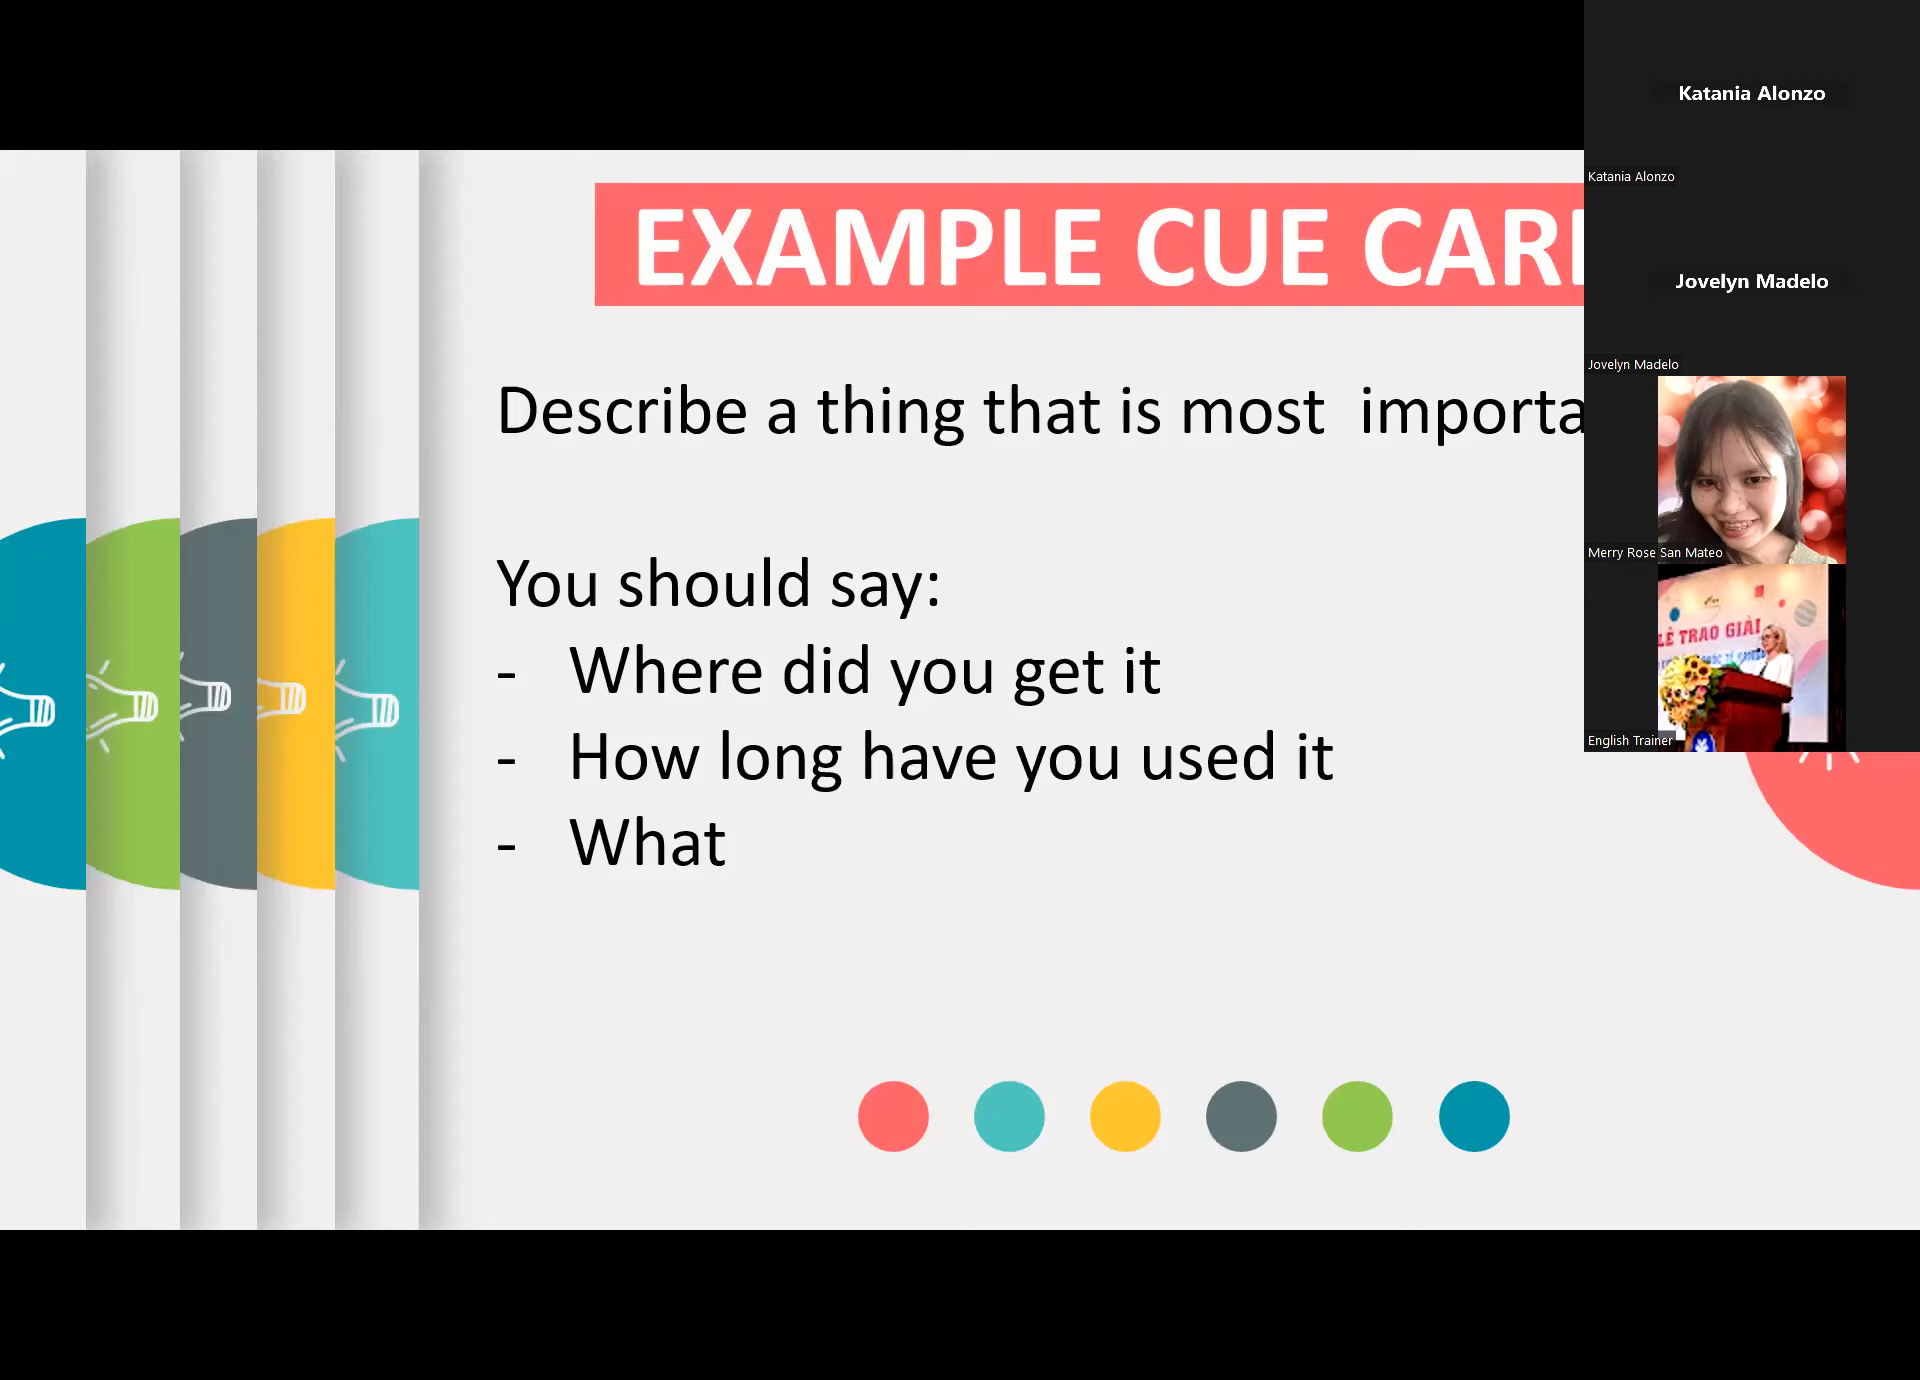 EXAMPLE CUE CAR
Describe a thing that is most  importa
You should say:
- Where did you get it
- How long have you used it
- What
Katania Alonzo
Katania Alonzo
Jovelyn Madelo
Jovelyn Madelo
Merry Rose San Mateo
LỄ TRAO GIẢI
English Trainer